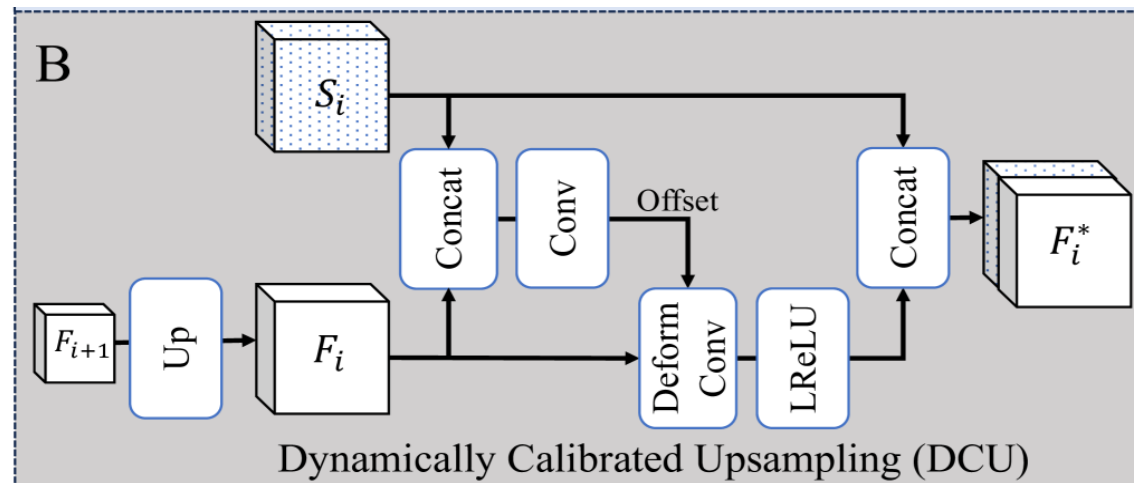 B
S_i
Concat
Conv
Offset
Concat
F_i^*
F_{i+1}
Up
F_i
Deform
Conv
LReLU
Dynamically Calibrated Upsampling (DCU)